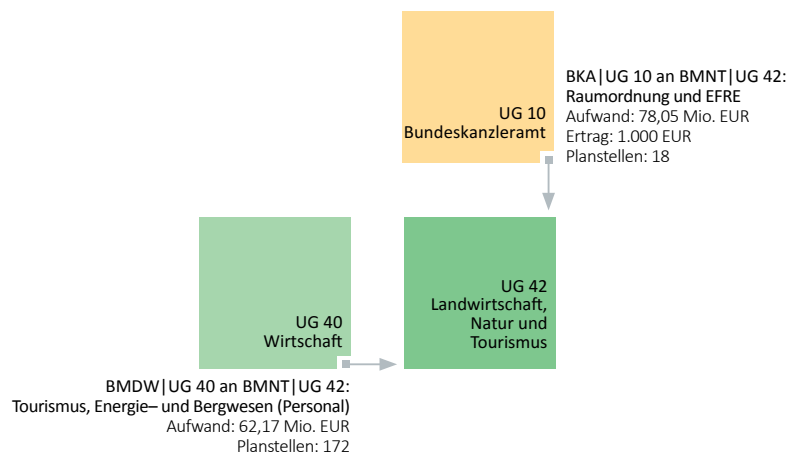 UG 10
Bundeskanzleramt
BKA|UG 10 an BMNT|UG 42:
Raumordnung und EFRE
Aufwand: 78,05 Mio. EUR
Ertrag: 1.000 EUR
Planstellen: 18
UG 40
Wirtschaft
UG 42
Landwirtschaft,
Natur und
Tourismus
BMDW|UG 40 an BMNT|UG 42:
Tourismus, Energie– und Bergwesen (Personal)
Aufwand: 62,17 Mio. EUR
Planstellen: 172